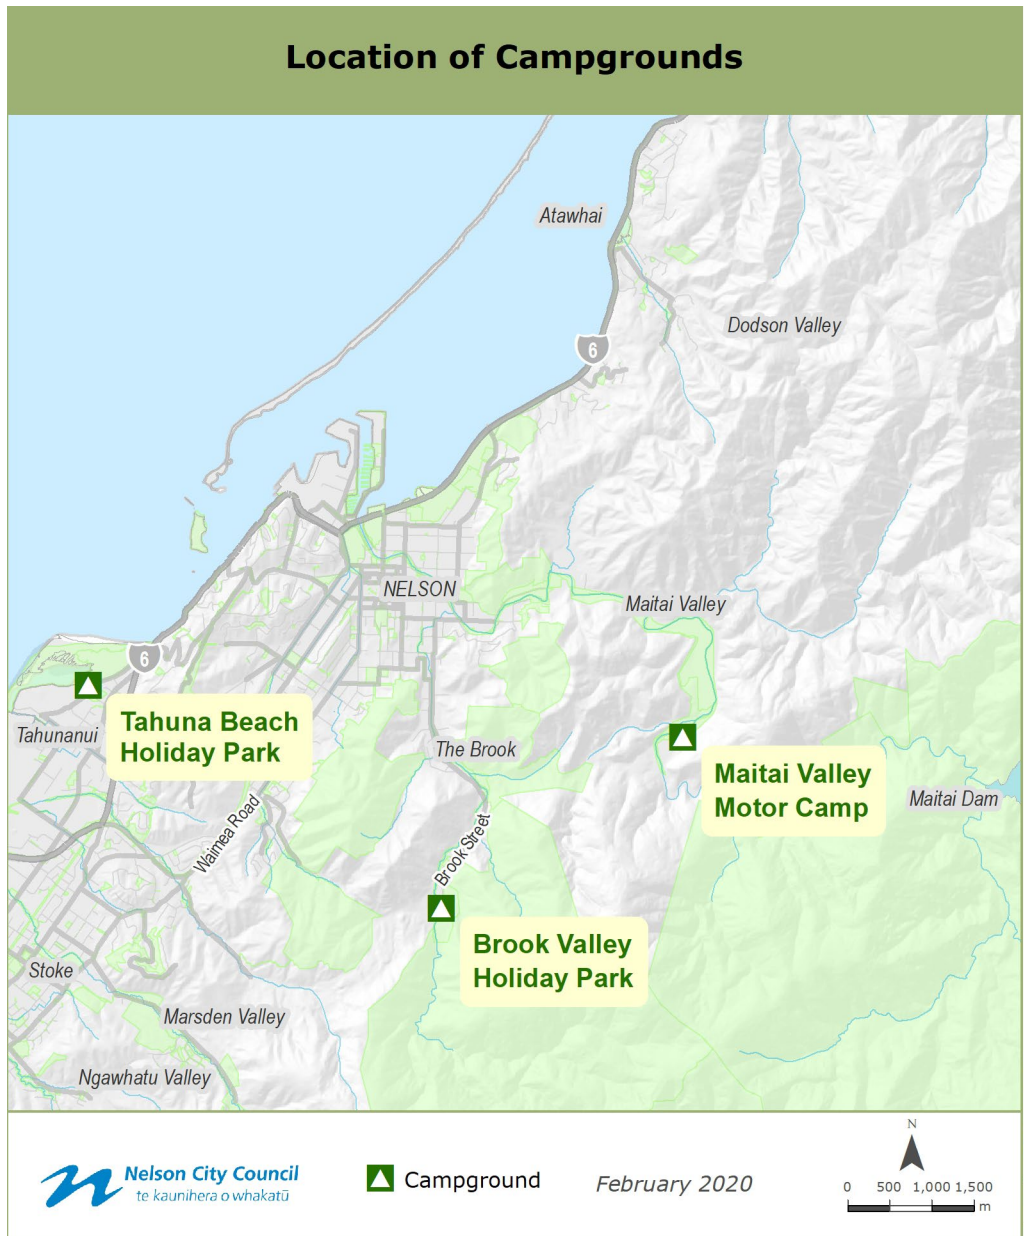 Location of Campgrounds
Atawhai
Dodson Valley
6
NELSON
Maitai Valley
6
Tahuna Beach
Holiday Park
Tahunanui
The Brook
Maitai Valley
Motor Camp
Maitai Dam
Waimea Road
Brook Street
Brook Valley
Holiday Park
Stoke
Marsden Valley
Ngawhatu Valley
Nelson City Council
te kaunihera o whakatū
Campground
February 2020
N
0 500 1,000 1,500
m